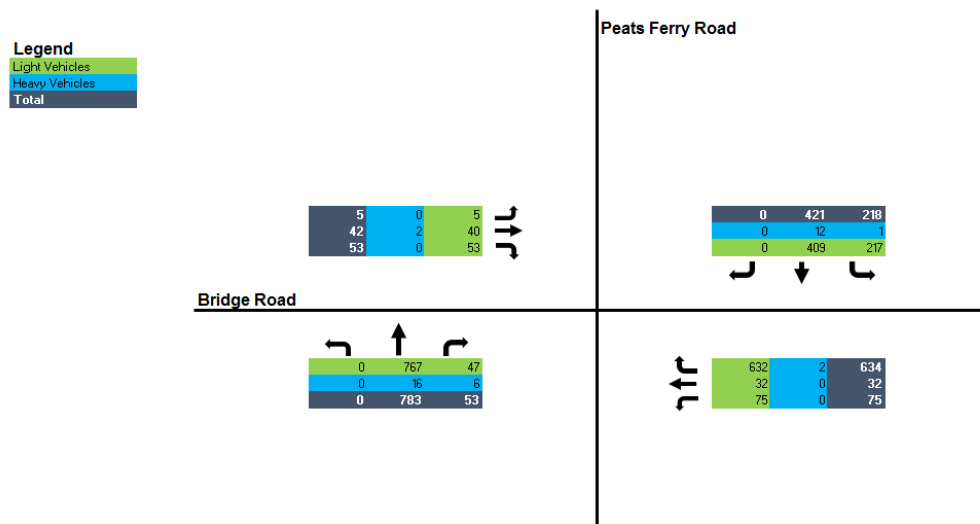 Peats Ferry Road
Legend
Light Vehicles
Heavy Vehicles
Total
5 0 5
42 2 40
53 0 53
0 421 218
0 12 1
0 409 217
Bridge Road
0 767 47
0 16 6
0 783 53
632 2 634
32 0 32
75 0 75